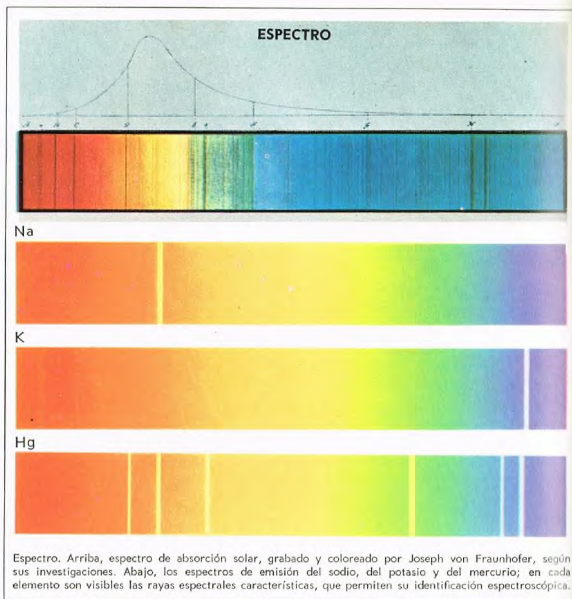 ESPECTRO
Na
K
Hg
Espectro. Arriba, espectro de absorción solar, grabado y coloreado por Joseph von Fraunhofer, según
sus investigaciones. Abajo, los espectros de emisión del sodio, del potasio y del mercurio; en cada
elemento son visibles las rayas espectrales características, que permiten su identificación espectroscópica.